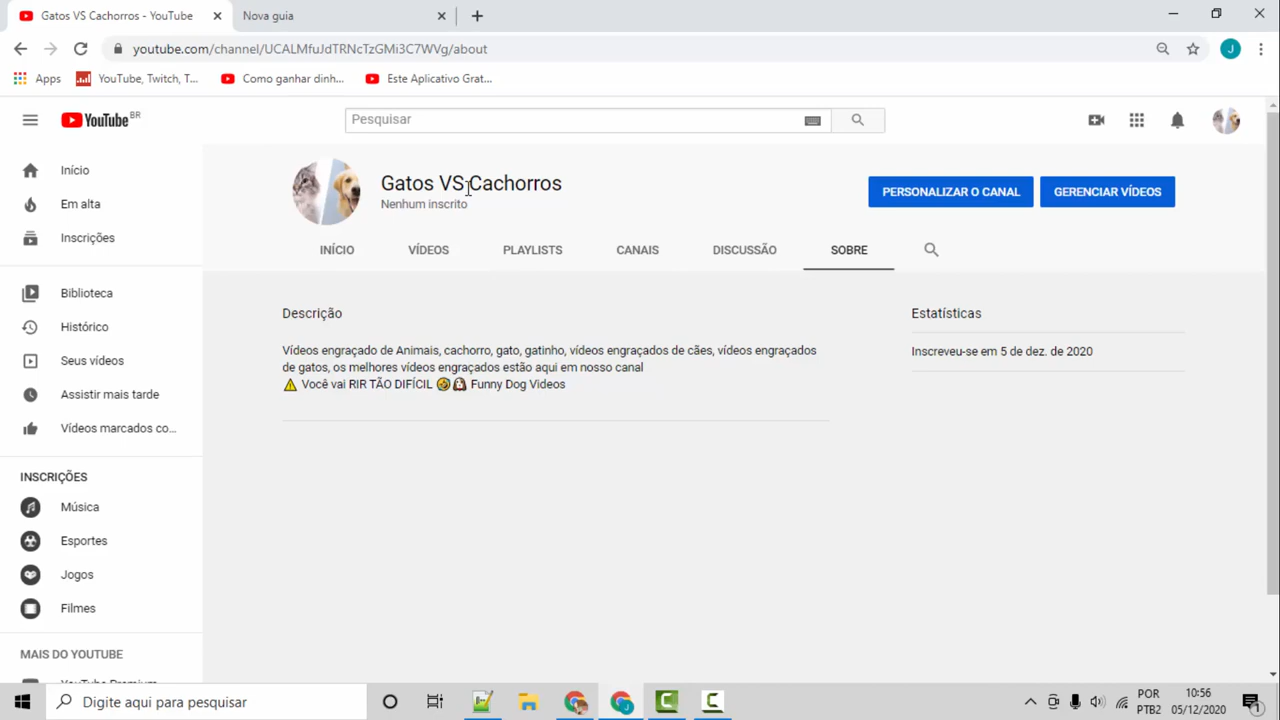 Gatos VS Cachorros - YouTube
Nova guia
youtube.com/channel/UCALMfuJdTRNcTzGMi3C7WVg/about
J
Apps
YouTube, Twitch, T...
Como ganhar dinh...
Este Aplicativo Grat...
YouTube BR
Pesquisar
Início
Em alta
Inscrições
Biblioteca
Histórico
Seus vídeos
Assistir mais tarde
Vídeos marcados co...
INSCRIÇÕES
Música
Esportes
Jogos
Filmes
MAIS DO YOUTUBE
YouTube Premium
Gatos VS Cachorros
Nenhum inscrito
PERSONALIZAR O CANAL
GERENCIAR VÍDEOS
INÍCIO
VÍDEOS
PLAYLISTS
CANAIS
DISCUSSÃO
SOBRE
Descrição
Vídeos engraçado de Animais, cachorro, gato, gatinho, vídeos engraçados de cães, vídeos engraçados
de gatos, os melhores vídeos engraçados estão aqui em nosso canal
⚠️ Você vai RIR TÃO DIFÍCIL 🤣🐶 Funny Dog Videos
Estatísticas
Inscreveu-se em 5 de dez. de 2020
Digite aqui para pesquisar
POR
PTB2
10:56
05/12/2020
1